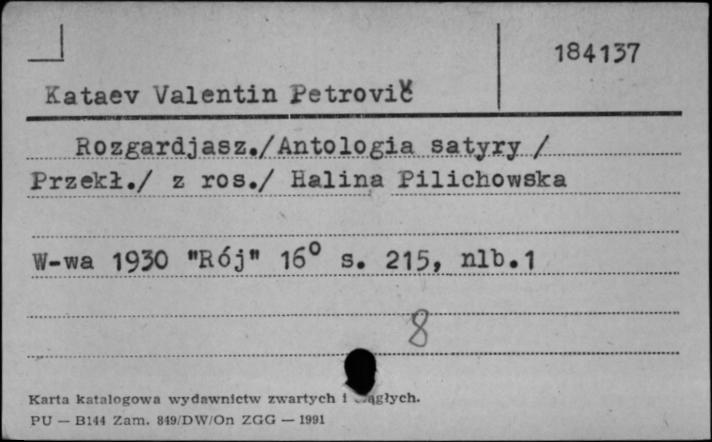 184137
Kataev Valentin Petrovič
Rozgardjasz./Antologia satyry /
Przekł./ z ros./ Halina Pilichowska
W-wa 1930 "Rój" 16° s. 215, nlb.1
8
Karta katalogowa wydawnictw zwartych i
PU — B144 Zam. 849/DW/On ZGG — 1991